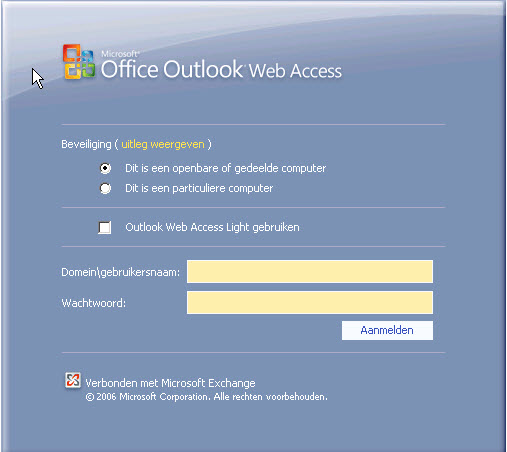 Microsoft®
Office Outlook® Web Access
Beveiliging ( uitleg weergeven )
Dit is een openbare of gedeelde computer
Dit is een particuliere computer
Outlook Web Access Light gebruiken
Domein\gebruikersnaam:
Wachtwoord:
Aanmelden
Verbonden met Microsoft Exchange
© 2006 Microsoft Corporation. Alle rechten voorbehouden.